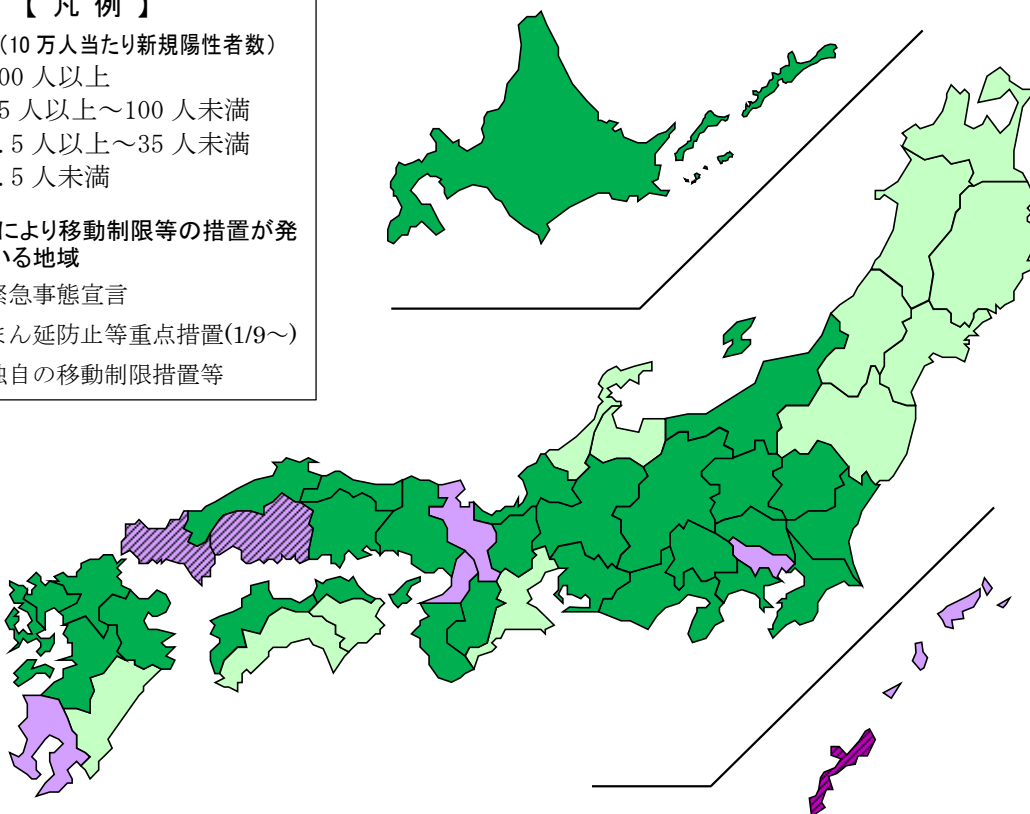 【 凡 例 】
(10 万人当たり新規陽性者数)
00 人以上
5 人以上～100 人未満
.5 人以上～35 人未満
.5 人未満
により移動制限等の措置が発
いる地域
緊急事態宣言
まん延防止等重点措置(1/9～)
独自の移動制限措置等